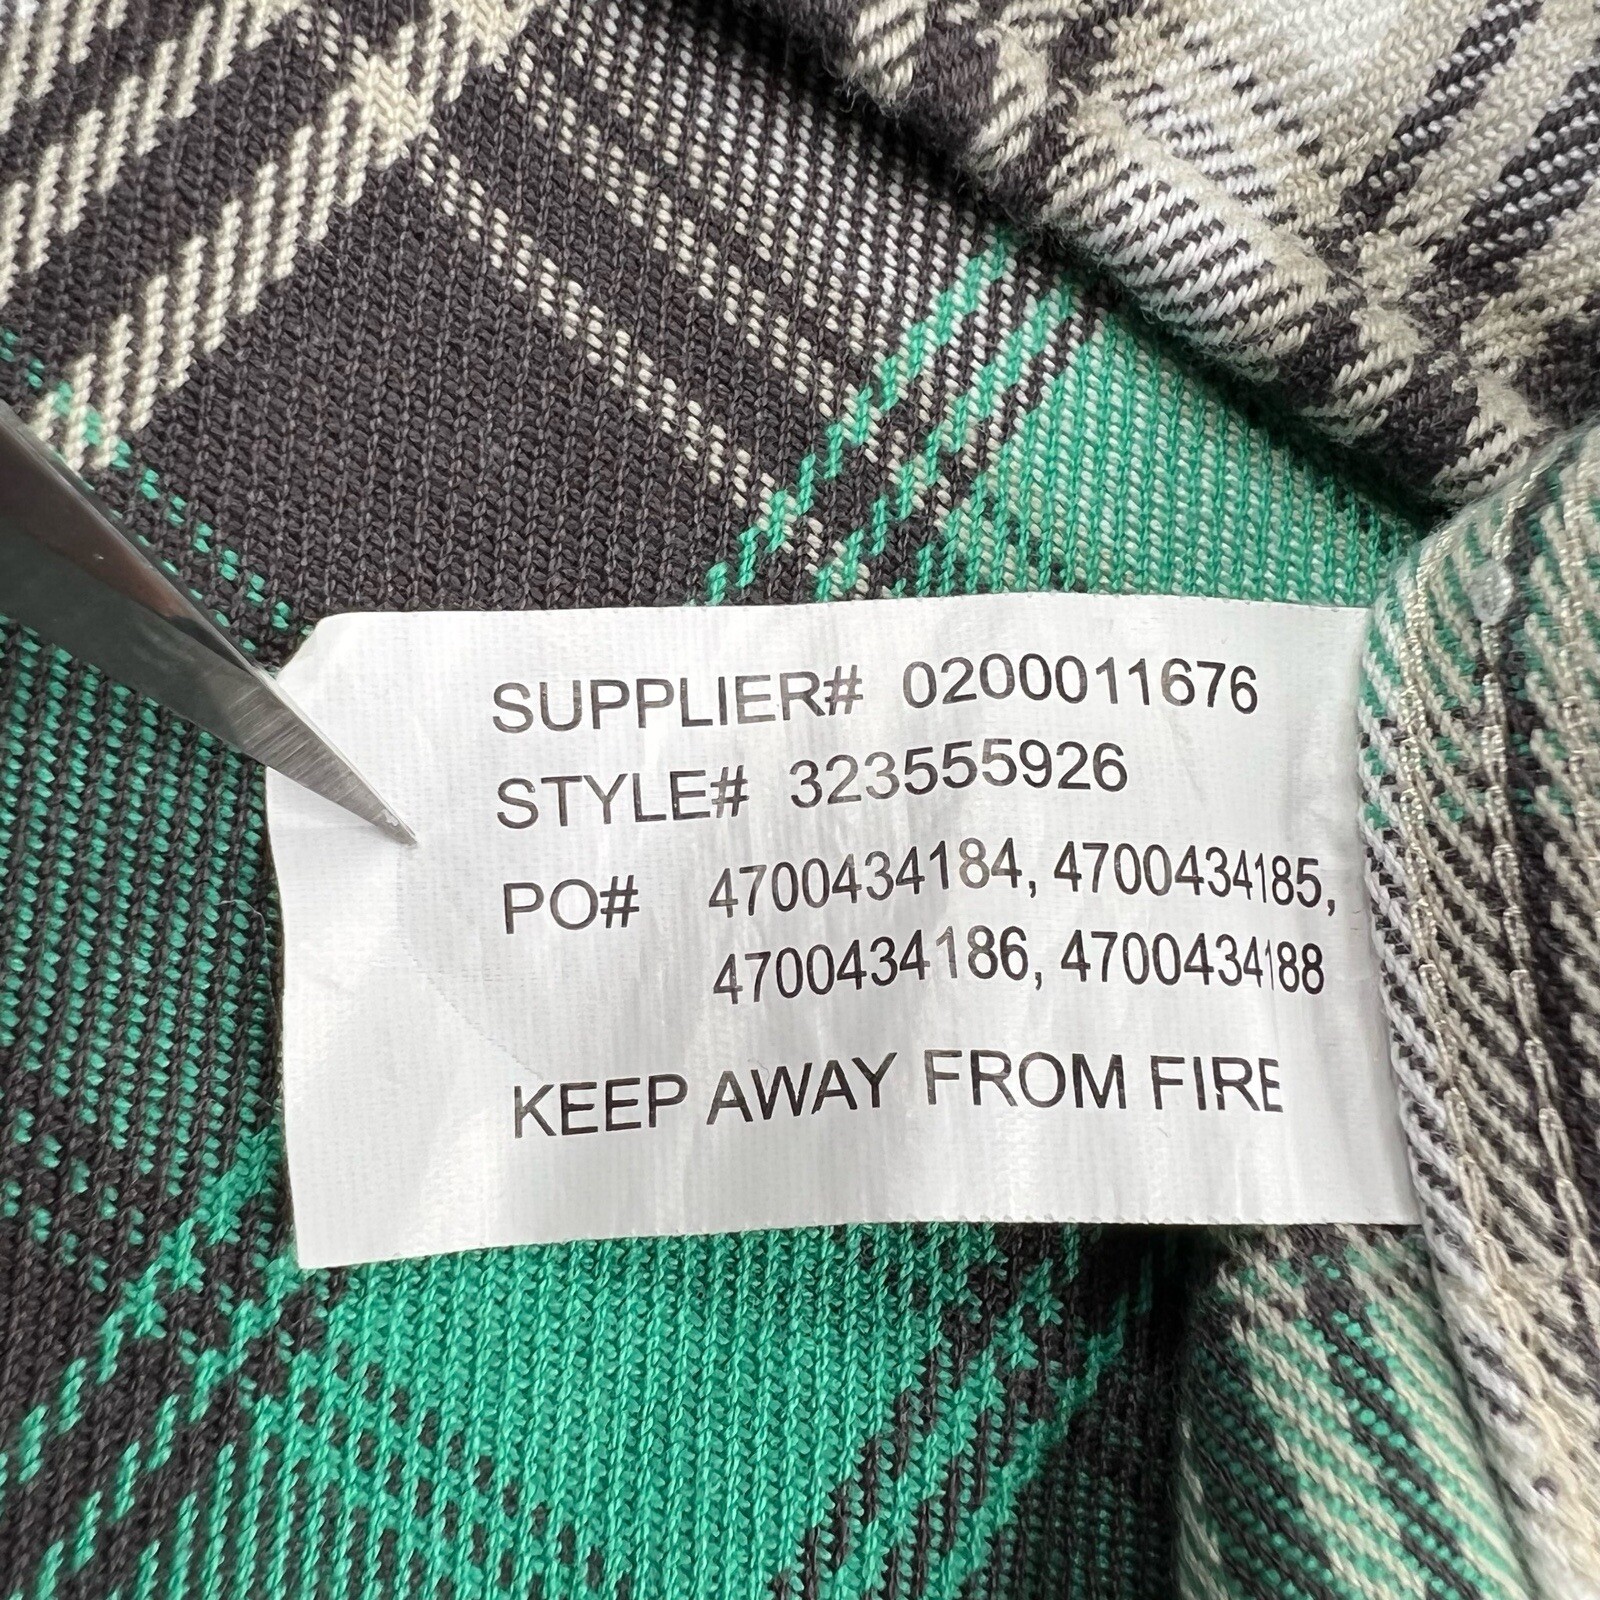 SUPPLIER# 0200011676
STYLE# 323555926
PO# 4700434184, 4700434185,
4700434186, 4700434188
KEEP AWAY FROM FIRE